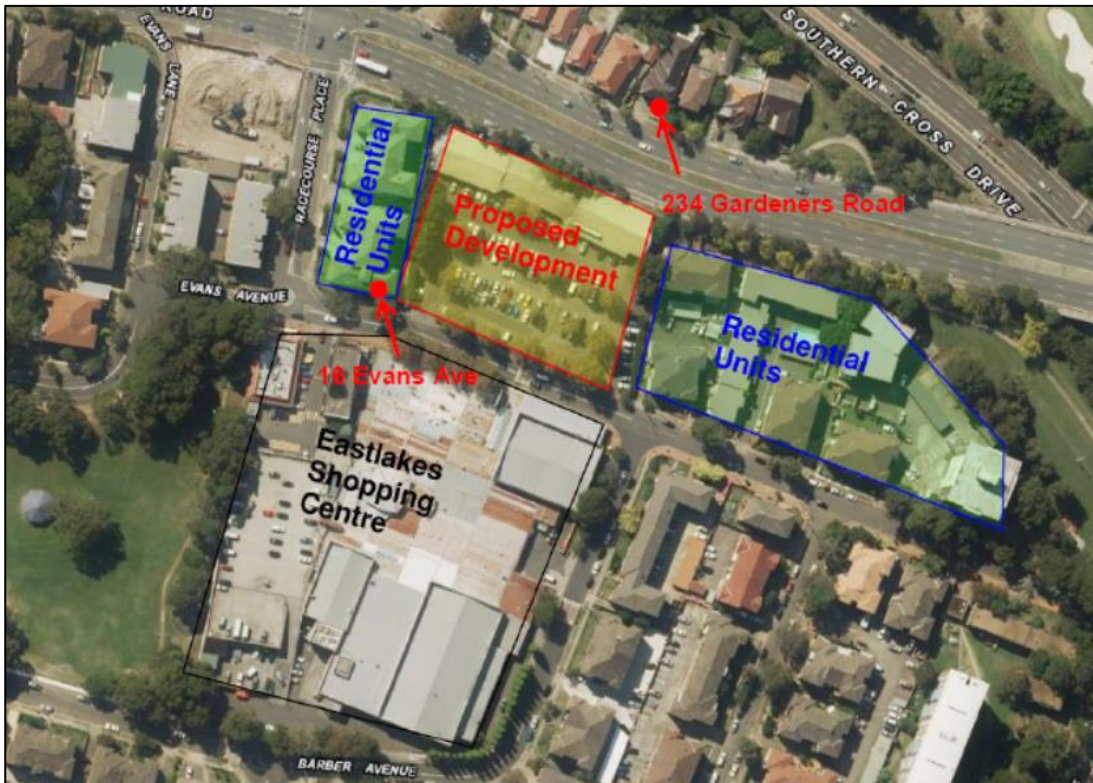 ROAD
EVANS LANE
RACECOURSE PLACE
SOUTHERN CROSS DRIVE
Residential
Units
Proposed
Development
234 Gardeners Road
EVANS AVENUE
16 Evans Ave
Residential
Units
Eastlakes
Shopping
Centre
BARBER AVENUE